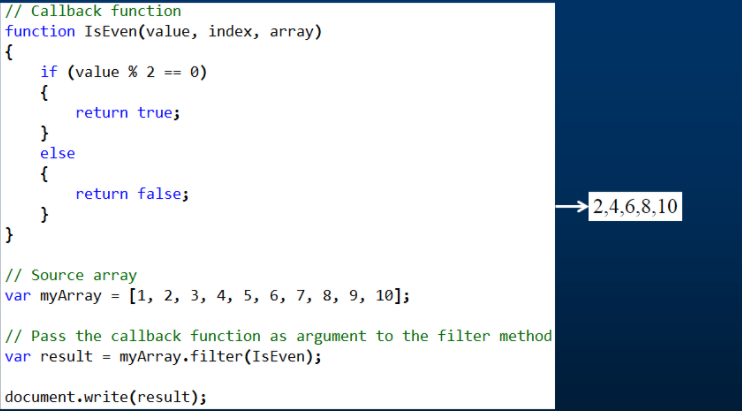 // Callback function
function IsEven(value, index, array)
{
    if (value % 2 == 0)
    {
        return true;
    }
    else
    {
        return false;
    }
}
// Source array
var myArray = [1, 2, 3, 4, 5, 6, 7, 8, 9, 10];
// Pass the callback function as argument to the filter method
var result = myArray.filter(IsEven);
document.write(result);
2,4,6,8,10